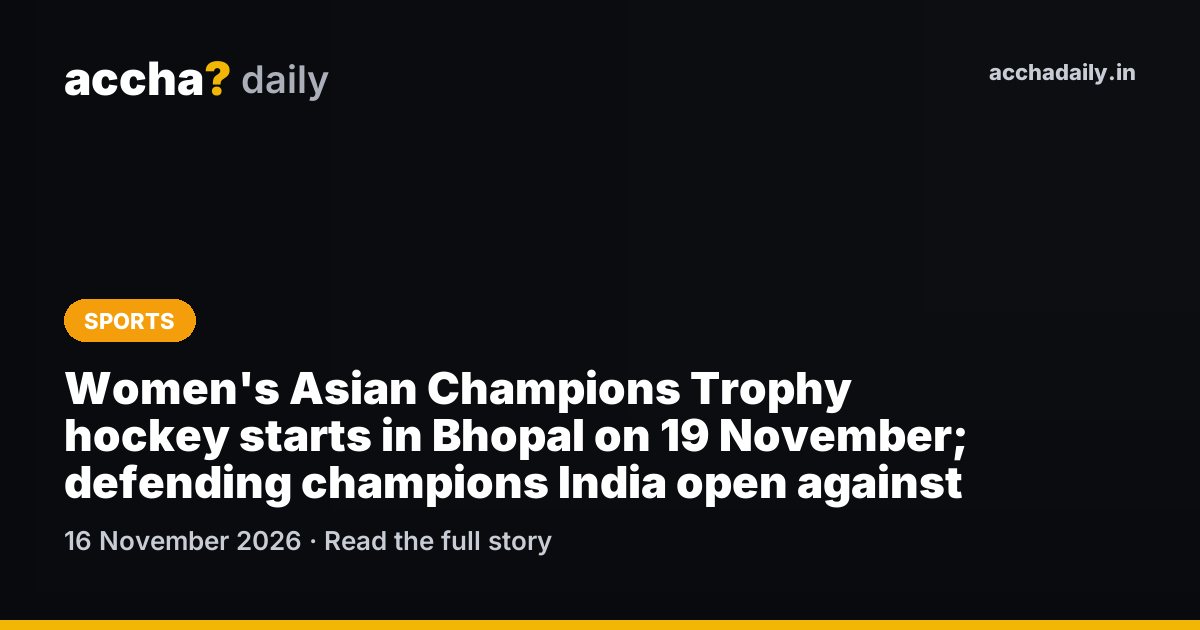 accha? daily
acchadaily.in
SPORTS
Women's Asian Champions Trophy
hockey starts in Bhopal on 19 November;
defending champions India open against
16 November 2026 · Read the full story